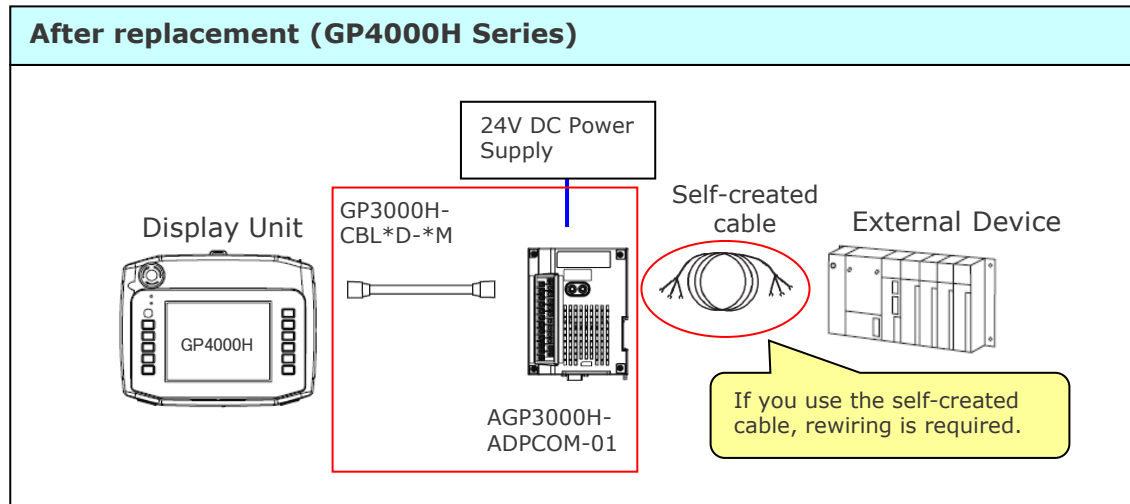 After replacement (GP4000H Series)
24V DC Power
Supply
Self-created
cable
GP3000H-
CBL*D-*M
Display Unit
External Device
GP4000H
AGP3000H-
ADPCOM-01
If you use the self-created
cable, rewiring is required.